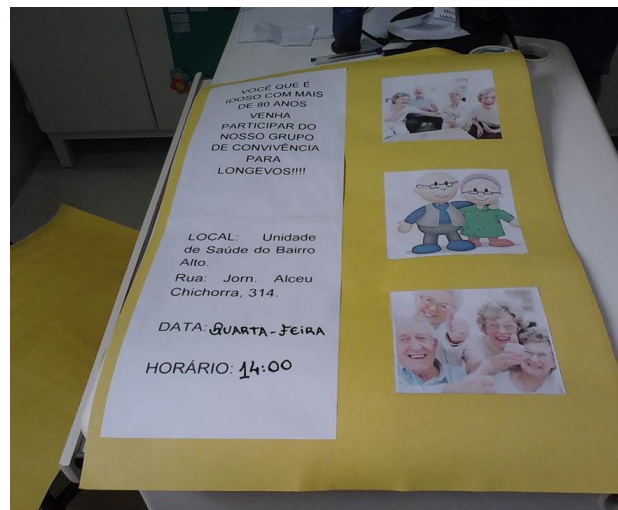 VOCÊ QUE É
IDOSO COM MAIS
DE 80 ANOS
VENHA
PARTICIPAR DO
NOSSO GRUPO
DE CONVIVÊNCIA
PARA
LONGEVOS!!!!
LOCAL: Unidade
de Saúde do Bairro
Alto.
Rua: Jorn. Alceu
Chichorra, 314.
DATA: QUARTA-FEIRA
HORÁRIO: 14:00